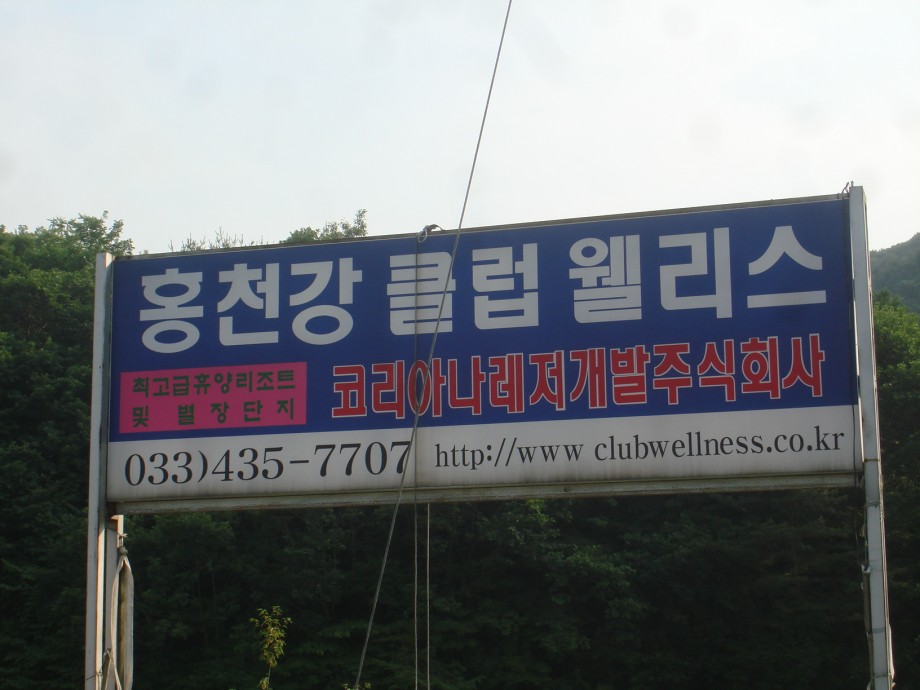 홍천강 클럽 웰리스
최고급휴양리조트
및 별장단지
코리아나레저개발주식회사
033)435-7707 http://www clubwellness.co.kr